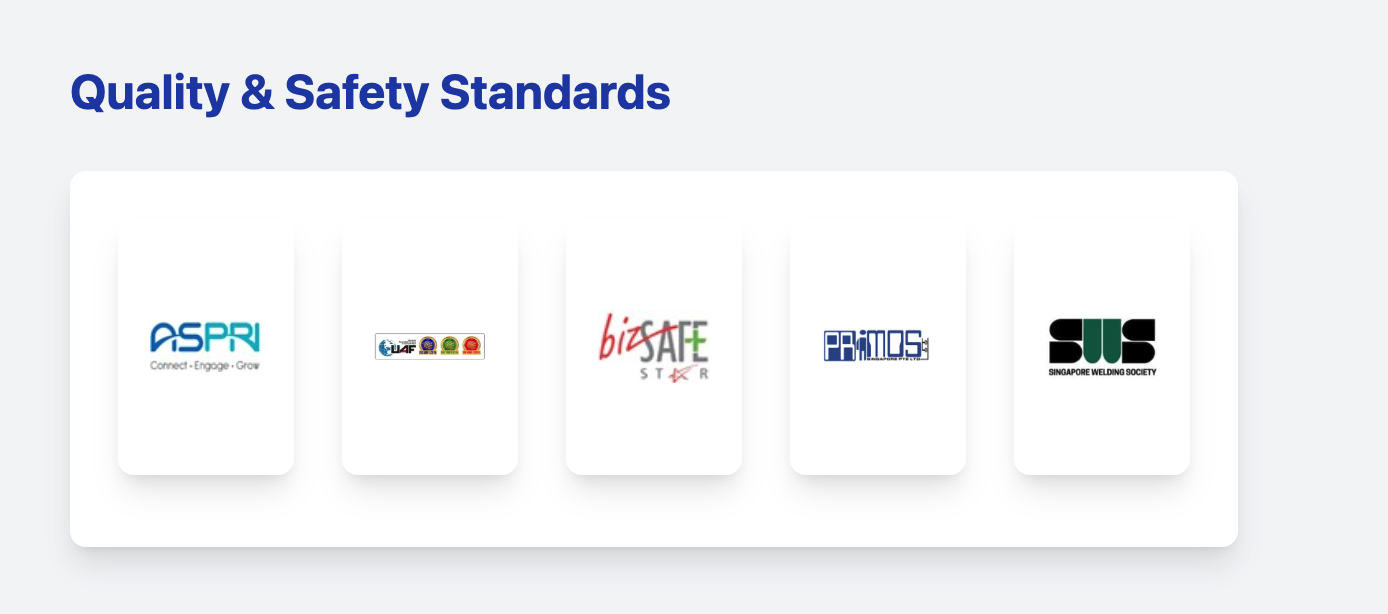 Quality & Safety Standards
ASPRI
Connect • Engage • Grow
UAF
bizSAFE
STAR
PRIMOS
SINGAPORE PTE LTD
SWS
SINGAPORE WELDING SOCIETY